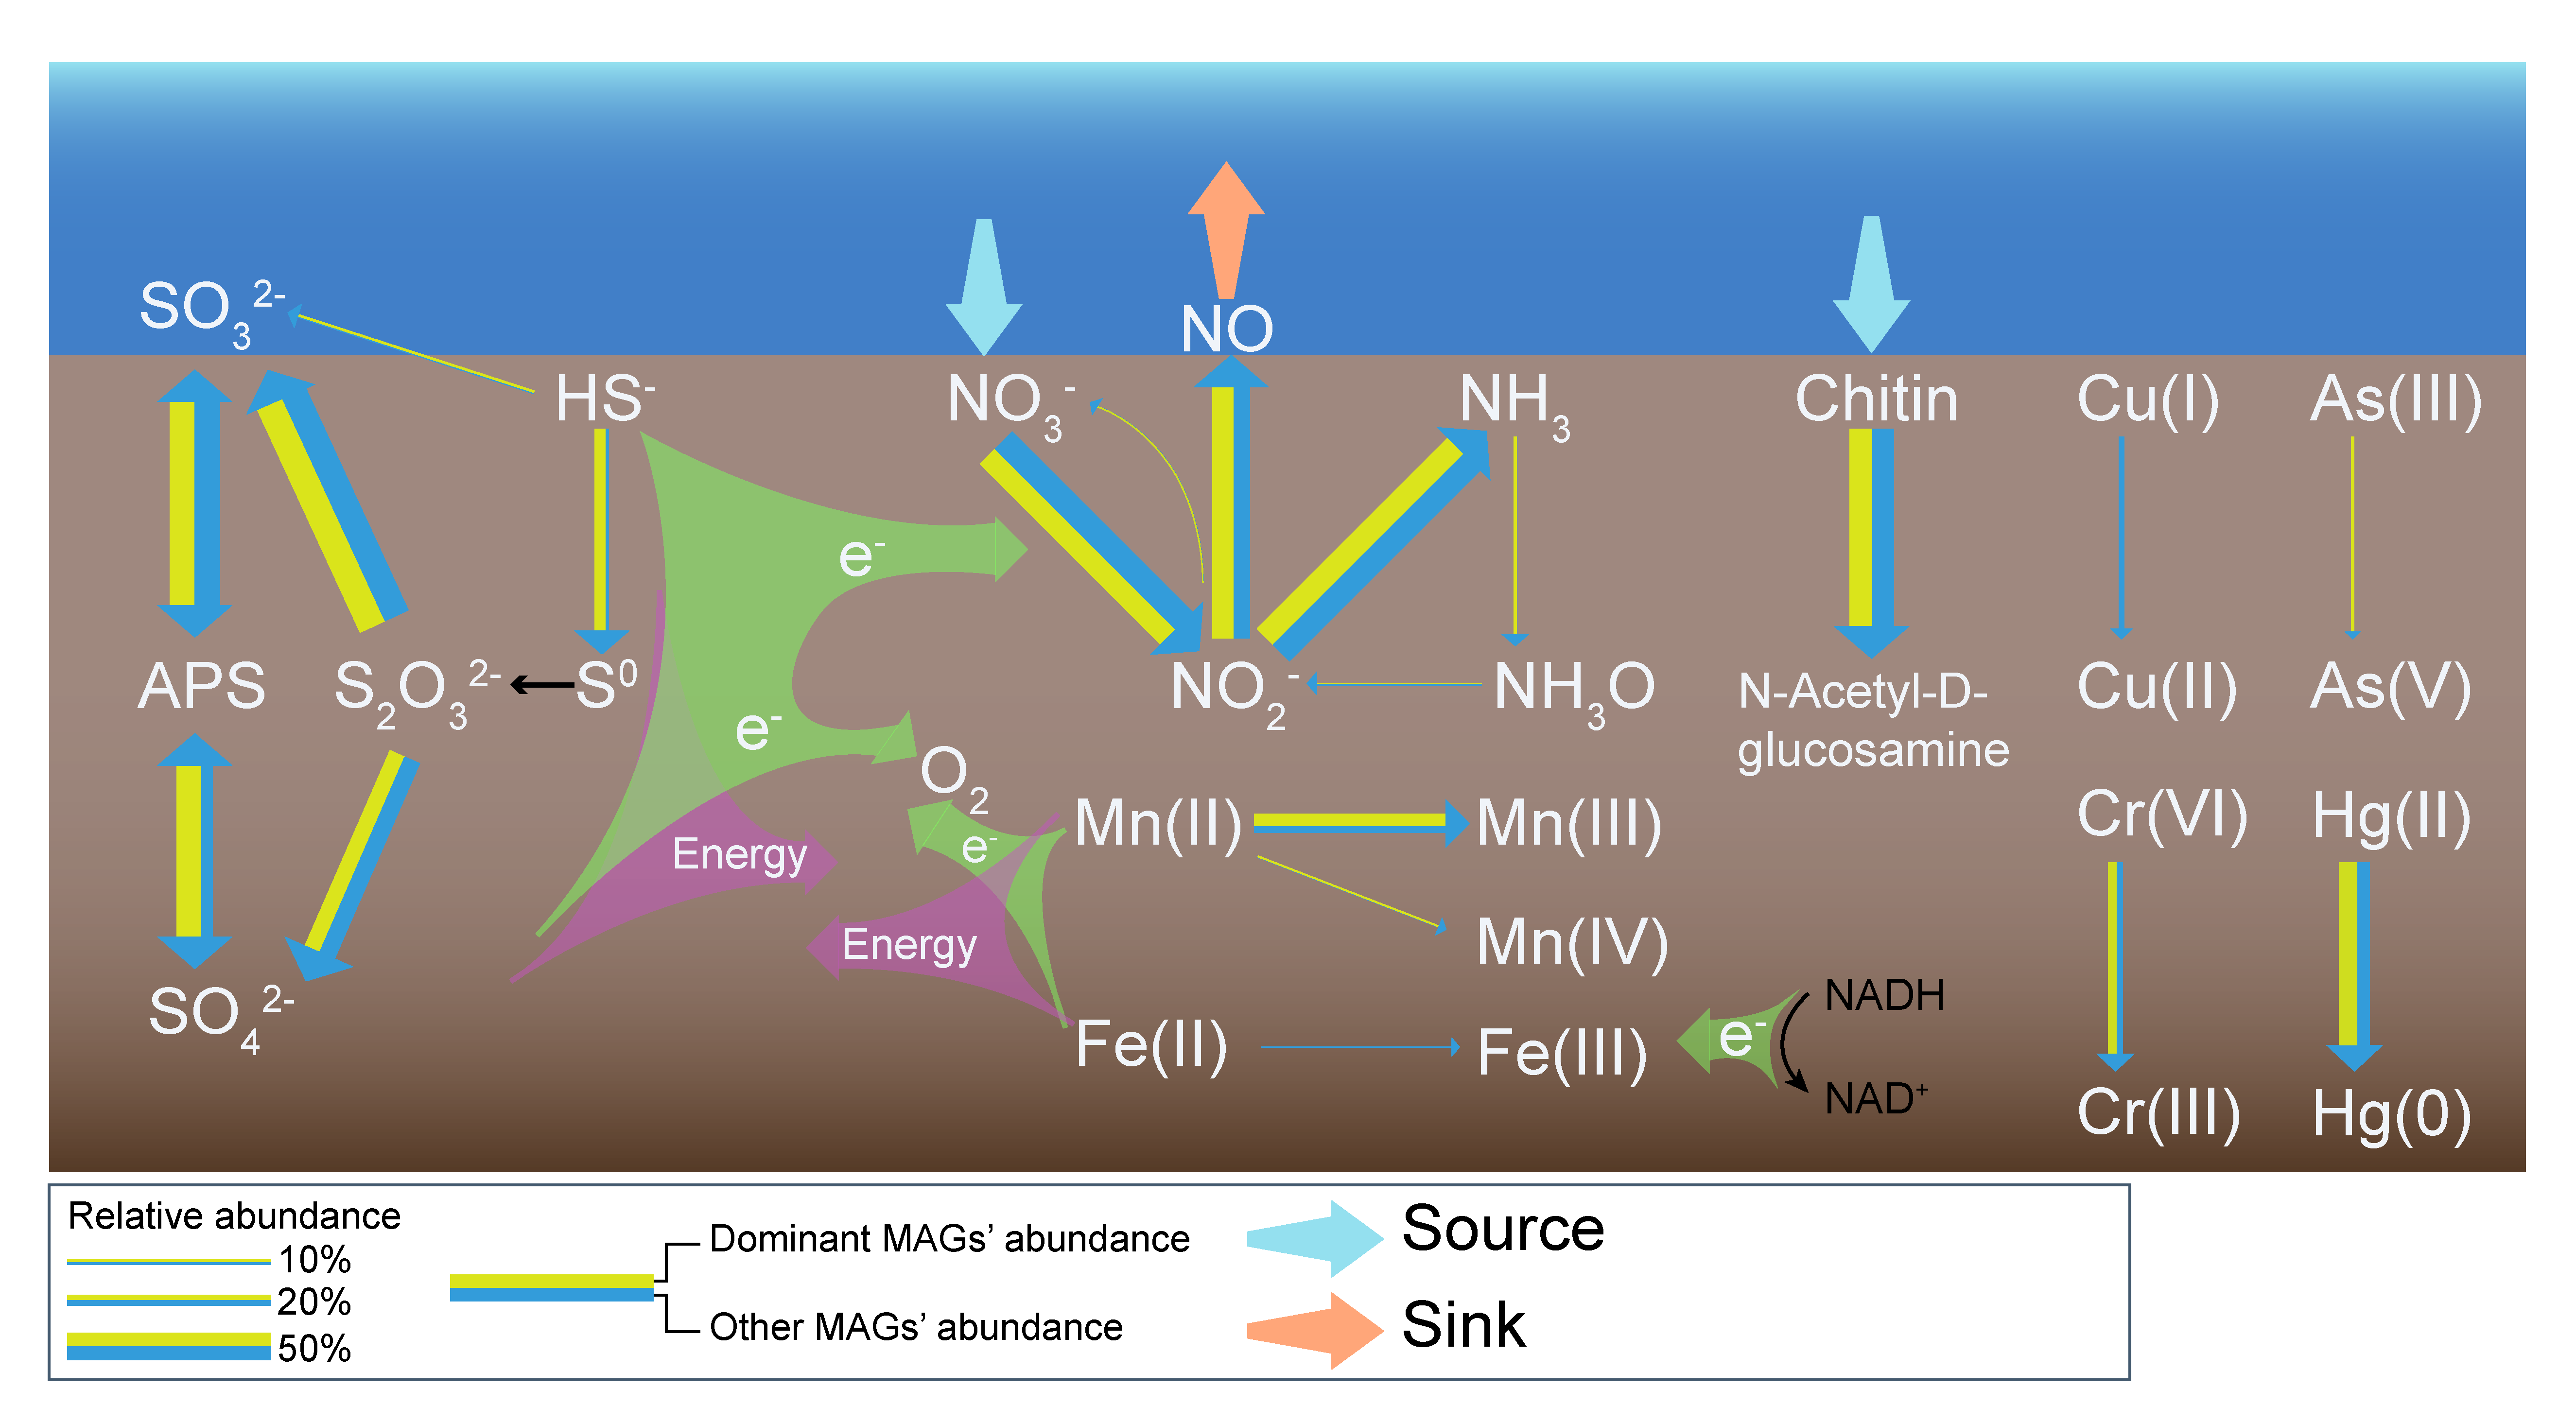 SO₃²⁻
HS⁻
NO₃⁻
NO
NH₃
Chitin
Cu(I)
As(III)
e⁻
APS
S₂O₃²⁻
S⁰
e⁻
O₂
NO₂⁻
NH₃O
N-Acetyl-D-
glucosamine
Cu(II)
As(V)
Energy
e⁻
Mn(II)
Mn(III)
Cr(VI)
Hg(II)
Energy
Mn(IV)
SO₄²⁻
Fe(II)
Fe(III)
e⁻
NADH
NAD⁺
Cr(III)
Hg(0)
Relative abundance
10%
20%
50%
Dominant MAGs’ abundance
Other MAGs’ abundance
Source
Sink